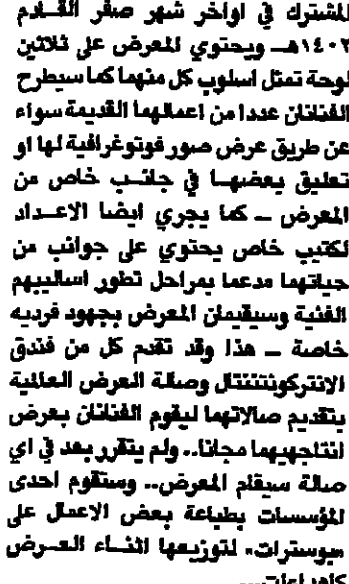 المشترك في اواخر شهر صفر القادم
١٤٠٢هـ ويحتوي المعرض على ثلاثين
لوحة تمثل اسلوب كل منهما كما سيطرح
الفنانان عددا من اعمالهما القديمة سواء
عن طريق عرض صور فوتوغرافية لها او
تعليق بعضها في جانب خاص من
المعرض ــ كما يجري ايضا الاعداد
لكتيب خاص يحتوي على جوانب من
حياتهما مدعما بمراحل تطور اساليبهم
الفنية وسيقيمان المعرض بجهود فرديه
خاصة ــ هذا وقد تقدم كل من فندق
الانتركونتننتال وصالة العرض العالمية
بتقديم صالاتهما ليقوم الفنانان بعرض
انتاجهيهما مجانا.. ولم يتقرر بعد في اي
صالة سيقام المعرض.. وستقوم احدى
المؤسسات بطباعة بعض الاعمال على
«بوسترات» لتوزيعها اثناء العرض